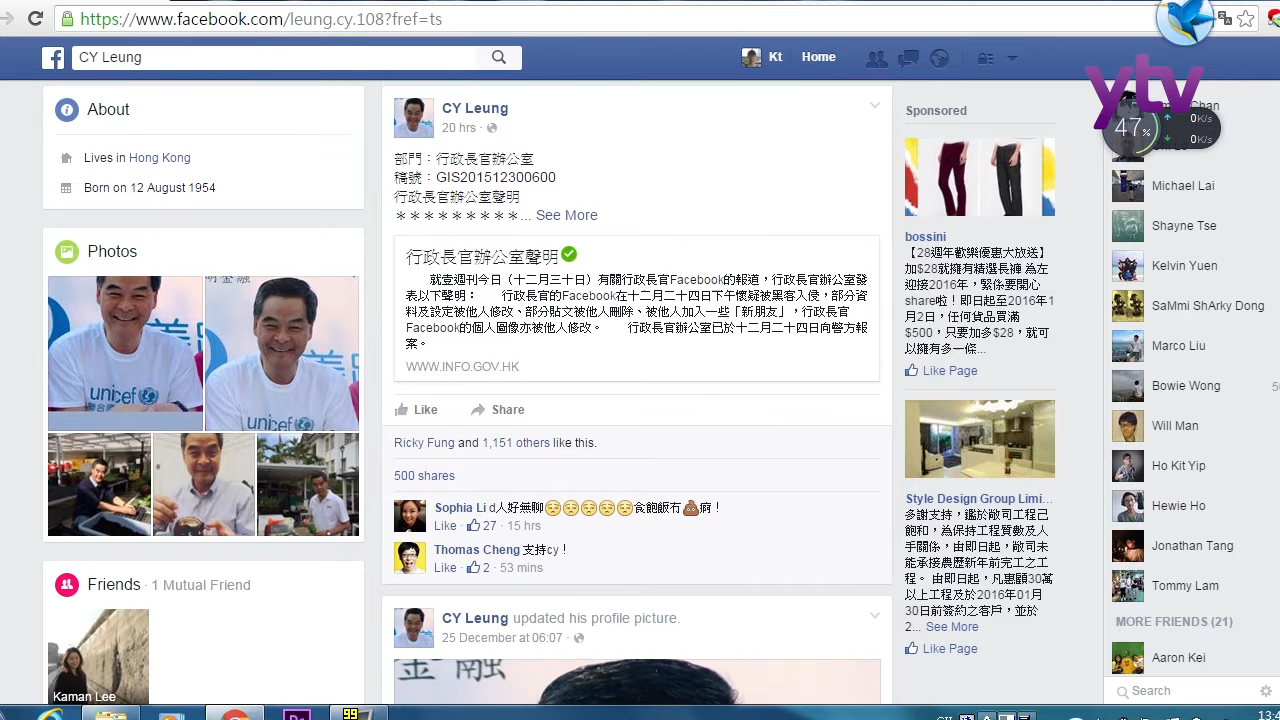 https://www.facebook.com/leung.cy.108?fref=ts
CY Leung
Kt
Home
ytv
47%
0K/s
0K/s
About
Lives in Hong Kong
Born on 12 August 1954
Photos
unicef
unicef
Friends · 1 Mutual Friend
Kaman Lee
CY Leung
20 hrs ·
部門：行政長官辦公室
稿號：GIS201512300600
行政長官辦公室聲明
＊＊＊＊＊＊＊＊＊... See More
行政長官辦公室聲明
壹週刊今日（十二月三十日）有關行政長官Facebook的報道，行政長官辦公室發
表以下聲明： 行政長官的Facebook在十二月二十四日下午懷疑被黑客入侵，部分資
料及設定被他人修改、部分貼文被他人刪除、被他人加入一些「新朋友」，行政長官
Facebook的個人圖像亦被他人修改。 行政長官辦公室已於十二月二十四日向警方報
案。
WWW.INFO.GOV.HK
Like
Share
Ricky Fung and 1,151 others like this.
500 shares
Sophia Li d人好無聊😌😌😌😌😌食飽飯冇💩痾！
Like · 27 · 15 hrs
Thomas Cheng 支持cy！
Like · 2 · 53 mins
CY Leung updated his profile picture.
25 December at 06:07 ·
金融
Sponsored
bossini
【28週年歡樂優惠大放送】
加$28就擁有精選長褲 為左
迎接2016年，緊係要開心
share啦！即日起至2016年1
月2日，任何貨品買滿
$500，只要加多$28，就可
以擁有多一條...
Like Page
Style Design Group Limi...
多謝支持，鑑於敝司工程已
飽和，為保持工程質數及人
手關係，由即日起，敝司未
能承接農曆新年前完工之工
程。 由即日起，凡惠顧30萬
以上工程及於2016年01月
30日前簽約之客戶，並於
2... See More
Like Page
Chan
Michael Lai
Shayne Tse
Kelvin Yuen
SaMmi ShArky Dong
Marco Liu
Bowie Wong
Will Man
Ho Kit Yip
Hewie Ho
Jonathan Tang
Tommy Lam
MORE FRIENDS (21)
Aaron Kei
Search
Pr
99
CH